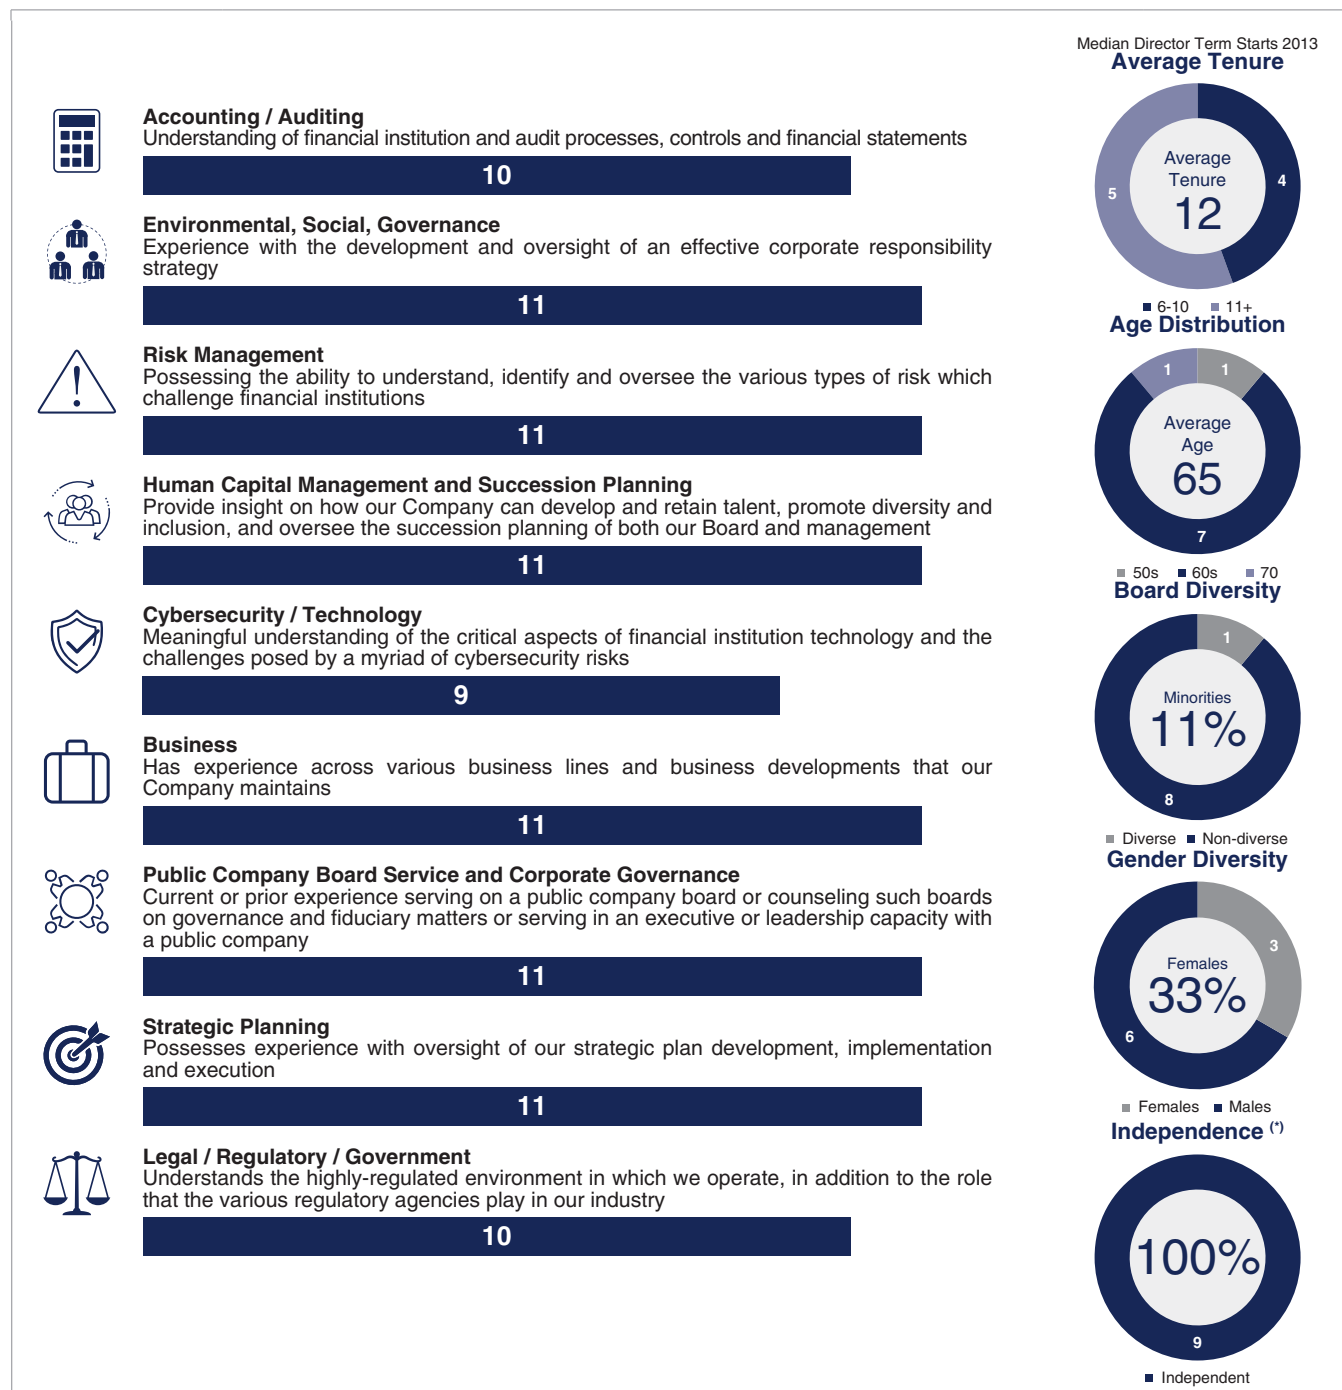 Accounting / Auditing
Understanding of financial institution and audit processes, controls and financial statements
10
Environmental, Social, Governance
Experience with the development and oversight of an effective corporate responsibility
strategy
11
Risk Management
Possessing the ability to understand, identify and oversee the various types of risk which
challenge financial institutions
11
Human Capital Management and Succession Planning
Provide insight on how our Company can develop and retain talent, promote diversity and
inclusion, and oversee the succession planning of both our Board and management
11
Cybersecurity / Technology
Meaningful understanding of the critical aspects of financial institution technology and the
challenges posed by a myriad of cybersecurity risks
9
Business
Has experience across various business lines and business developments that our
Company maintains
11
Public Company Board Service and Corporate Governance
Current or prior experience serving on a public company board or counseling such boards
on governance and fiduciary matters or serving in an executive or leadership capacity with
a public company
11
Strategic Planning
Possesses experience with oversight of our strategic plan development, implementation
and execution
11
Legal / Regulatory / Government
Understands the highly-regulated environment in which we operate, in addition to the role
that the various regulatory agencies play in our industry
10
Median Director Term Starts 2013
Average Tenure
Average
Tenure
12
5
4
6-10 11+
Age Distribution
1
1
Average
Age
65
7
50s 60s 70
Board Diversity
1
Minorities
11%
8
Diverse Non-diverse
Gender Diversity
3
Females
33%
6
Females Males
Independence (*)
100%
9
Independent